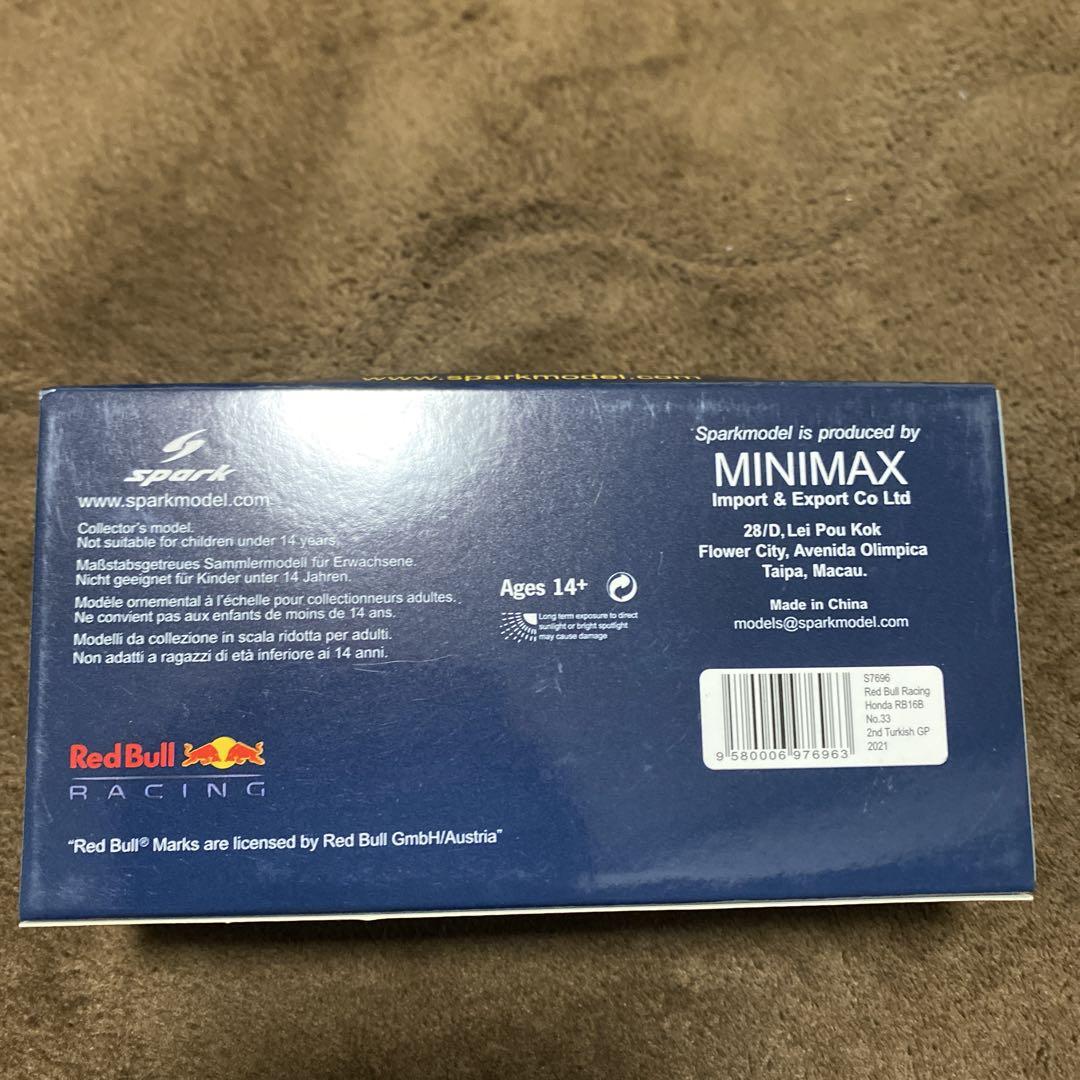 www.sparkmodel.com
spark
www.sparkmodel.com
Collector's model.
Not suitable for children under 14 years.
Maßstabsgetreues Sammlermodell für Erwachsene.
Nicht geeignet für Kinder unter 14 Jahren.
Modèle ornemental à l'échelle pour collectionneurs adultes.
Ne convient pas aux enfants de moins de 14 ans.
Modelli da collezione in scala ridotta per adulti.
Non adatti a ragazzi di età inferiore ai 14 anni.
Red Bull
RACING
"Red Bull® Marks are licensed by Red Bull GmbH/Austria"
Ages 14+
Long term exposure to direct
sunlight or bright spotlight
may cause damage
Sparkmodel is produced by
MINIMAX
Import & Export Co Ltd
28/D, Lei Pou Kok
Flower City, Avenida Olimpica
Taipa, Macau.
Made in China
models@sparkmodel.com
S7696
Red Bull Racing
Honda RB16B
No.33
2nd Turkish GP
2021
9 580006 976963